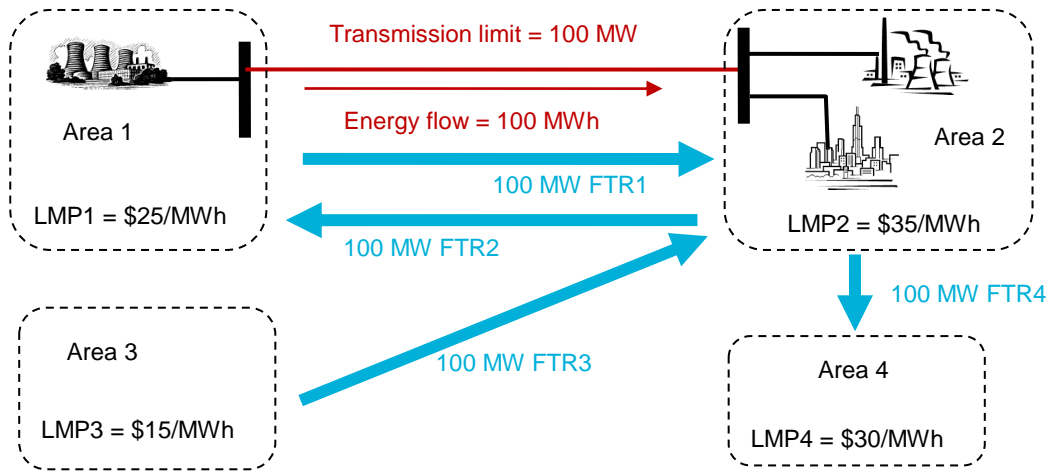 Transmission limit = 100 MW
Area 1
Energy flow = 100 MWh
Area 2
100 MW FTR1
LMP1 = $25/MWh
LMP2 = $35/MWh
100 MW FTR2
100 MW FTR4
Area 3
100 MW FTR3
Area 4
LMP3 = $15/MWh
LMP4 = $30/MWh